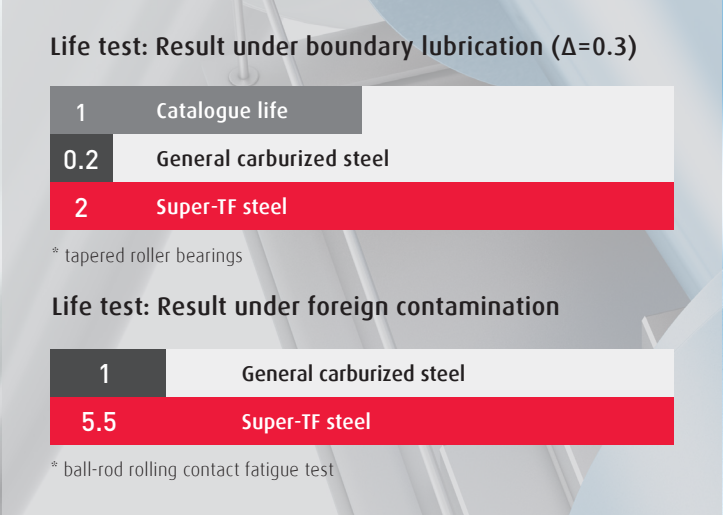 Life test: Result under boundary lubrication (Δ=0.3)
1 Catalogue life
0.2 General carburized steel
2 Super-TF steel
* tapered roller bearings
Life test: Result under foreign contamination
1 General carburized steel
5.5 Super-TF steel
* ball-rod rolling contact fatigue test